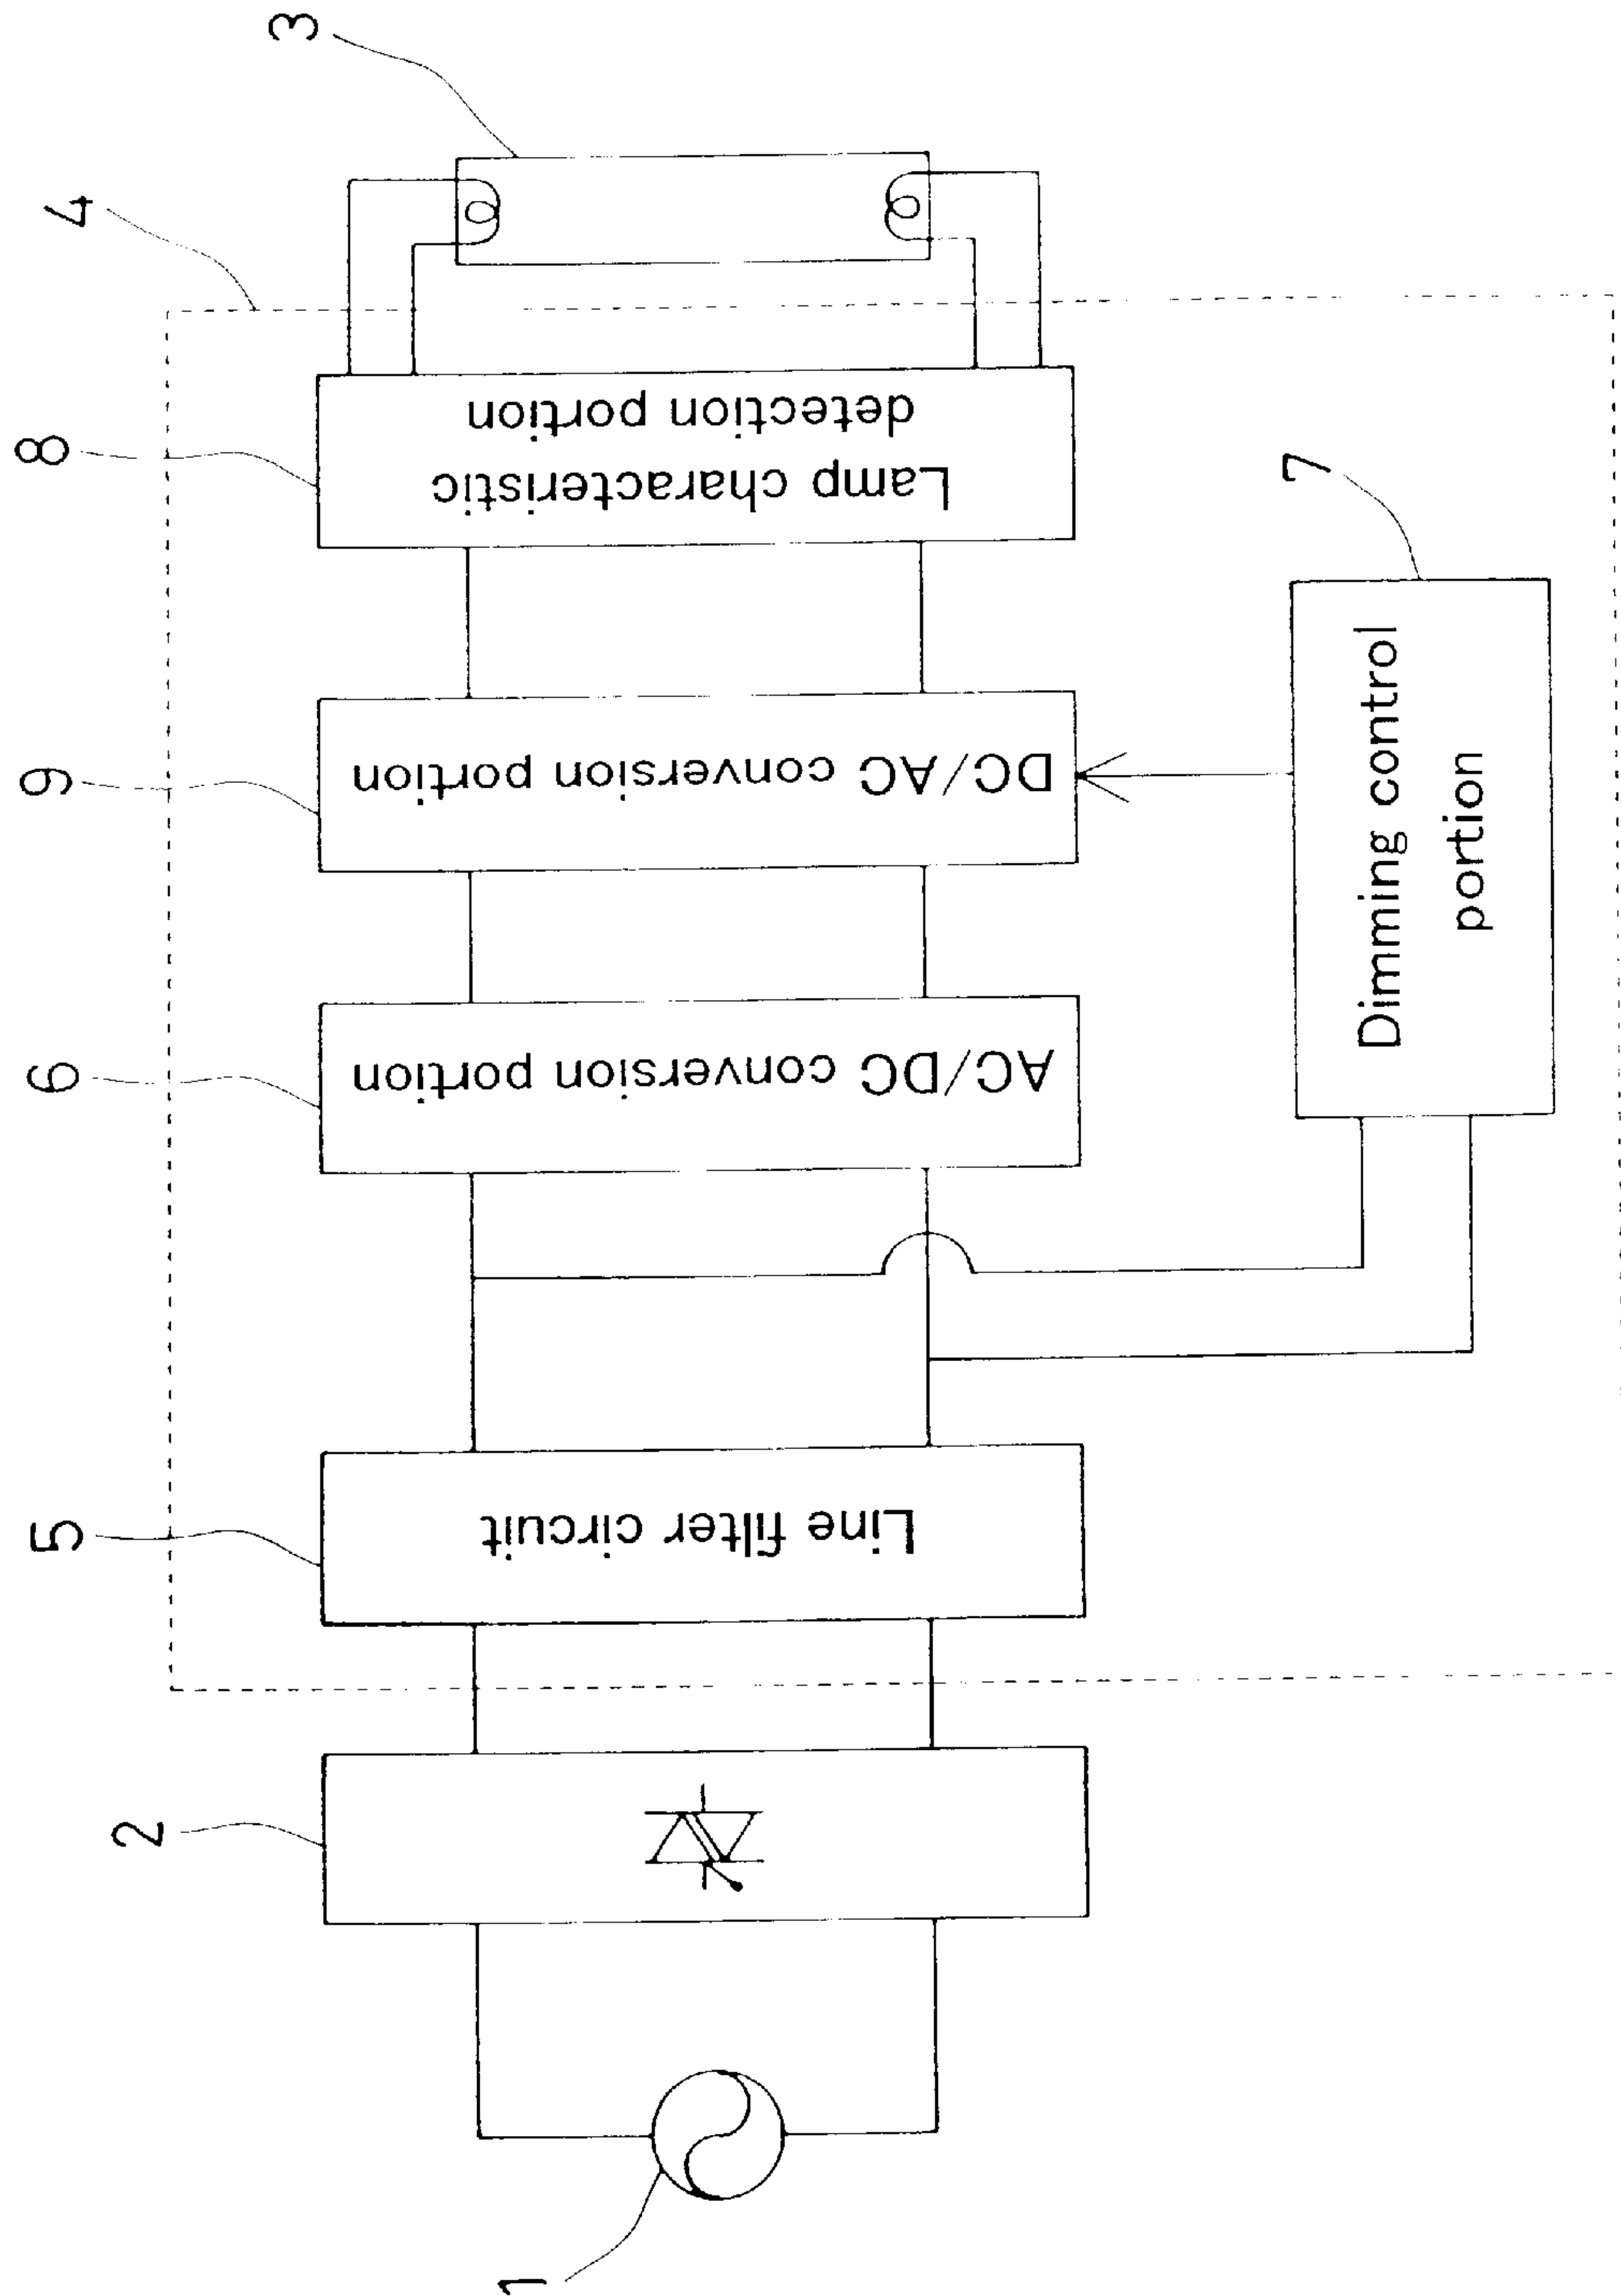 1
2
5
Line filter circuit
6
AC/DC conversion portion
9
DC/AC conversion portion
8
Lamp characteristic
detection portion
4
3
7
Dimming control
portion